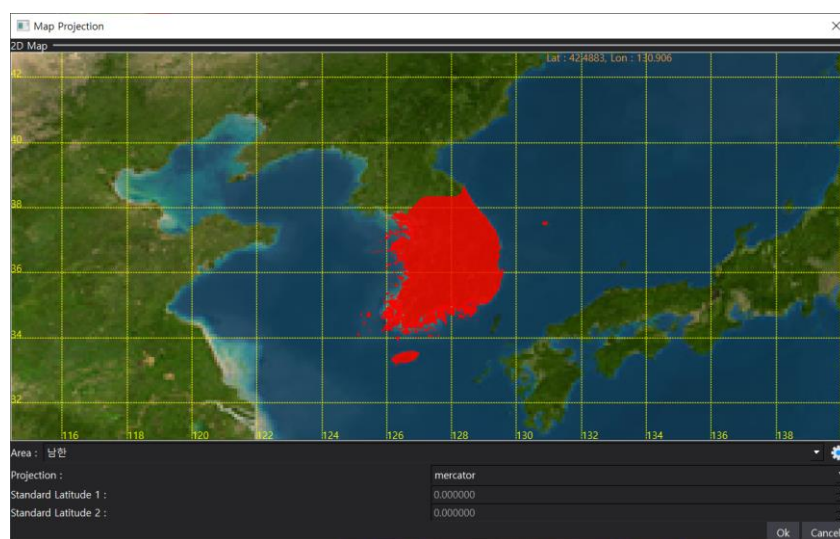 Map Projection
2D Map
Lat : 42.4883, Lon : 130.906
42
40
38
36
34
32
116 118 120 122 124 126 128 130 132 134 136 138
Area : 남한
Projection : mercator
Standard Latitude 1 : 0.000000
Standard Latitude 2 : 0.000000
Ok Cancel